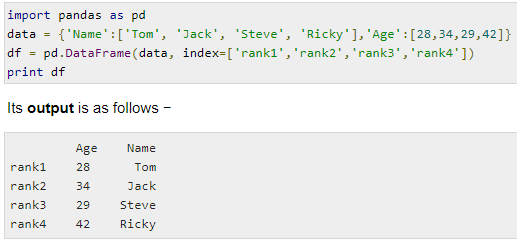 import pandas as pd
data = {'Name':['Tom', 'Jack', 'Steve', 'Ricky'],'Age':[28,34,29,42]}
df = pd.DataFrame(data, index=['rank1','rank2','rank3','rank4'])
print df
Its output is as follows −
Age Name
rank1 28 Tom
rank2 34 Jack
rank3 29 Steve
rank4 42 Ricky